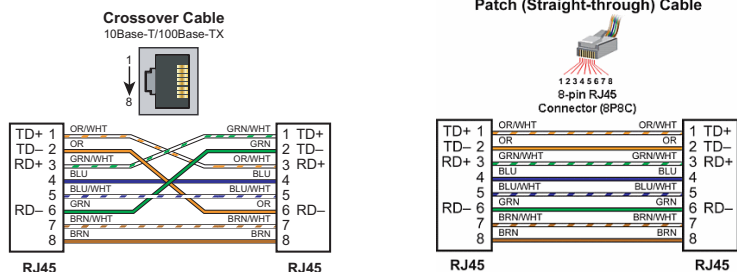 Crossover Cable
10Base-T/100Base-TX
1
8
OR/WHT GRN/WHT
TD+ 1 1 TD+
OR GRN
TD– 2 2 TD–
GRN/WHT OR/WHT
RD+ 3 3 RD+
BLU BLU
4 4
BLU/WHT BLU/WHT
5 5
GRN OR
RD– 6 6 RD–
BRN/WHT BRN/WHT
7 7
BRN BRN
8 8
RJ45 RJ45
Patch (Straight-through) Cable
1 2 3 4 5 6 7 8
8-pin RJ45
Connector (8P8C)
OR/WHT OR/WHT
TD+ 1 1 TD+
OR OR
TD– 2 2 TD–
GRN/WHT GRN/WHT
RD+ 3 3 RD+
BLU BLU
4 4
BLU/WHT BLU/WHT
5 5
GRN GRN
RD– 6 6 RD–
BRN/WHT BRN/WHT
7 7
BRN BRN
8 8
RJ45 RJ45